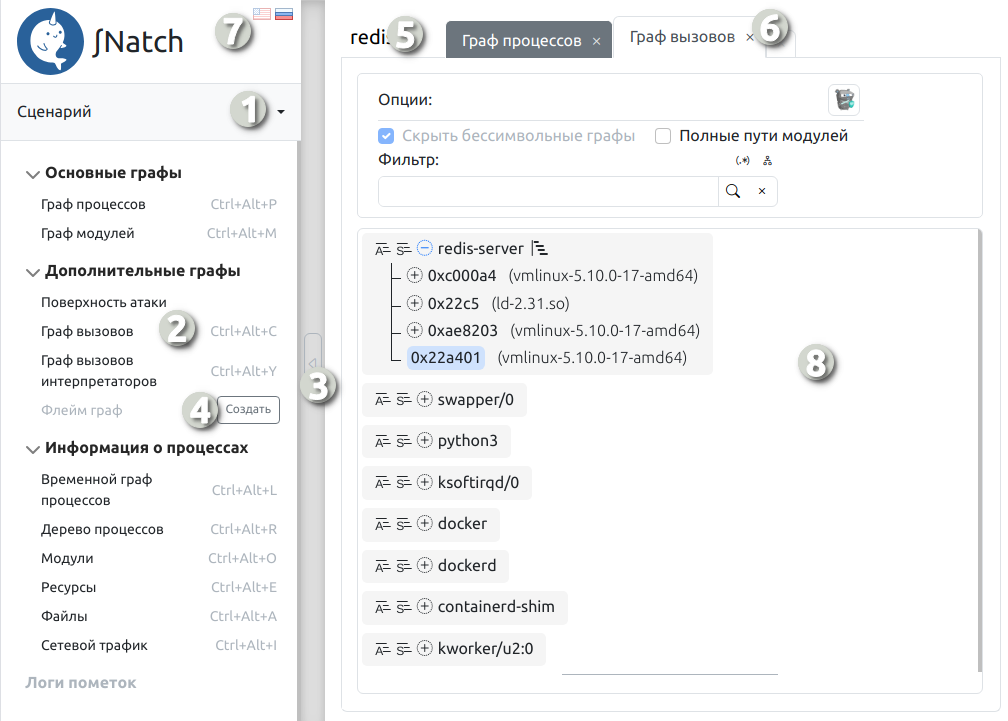 ∫Natch
7
Сценарий
1
Основные графы
Граф процессов Ctrl+Alt+P
Граф модулей Ctrl+Alt+M
Дополнительные графы
Поверхность атаки
Граф вызовов 2 Ctrl+Alt+C
Граф вызовов
интерпретаторов Ctrl+Alt+Y
Флейм граф 4 Создать
Информация о процессах
Временной граф
процессов Ctrl+Alt+L
Дерево процессов Ctrl+Alt+R
Модули Ctrl+Alt+O
Ресурсы Ctrl+Alt+E
Файлы Ctrl+Alt+A
Сетевой трафик Ctrl+Alt+I
Логи пометок
3
redis 5 Граф процессов × Граф вызовов × 6
Опции:
Скрыть бессимвольные графы Полные пути модулей
Фильтр: (.*)
×
A S redis-server
0xc000a4 (vmlinux-5.10.0-17-amd64)
0x22c5 (ld-2.31.so)
0xae8203 (vmlinux-5.10.0-17-amd64)
0x22a401 (vmlinux-5.10.0-17-amd64)
8
A S swapper/0
A S python3
A S ksoftirqd/0
A S docker
A S dockerd
A S containerd-shim
A S kworker/u2:0